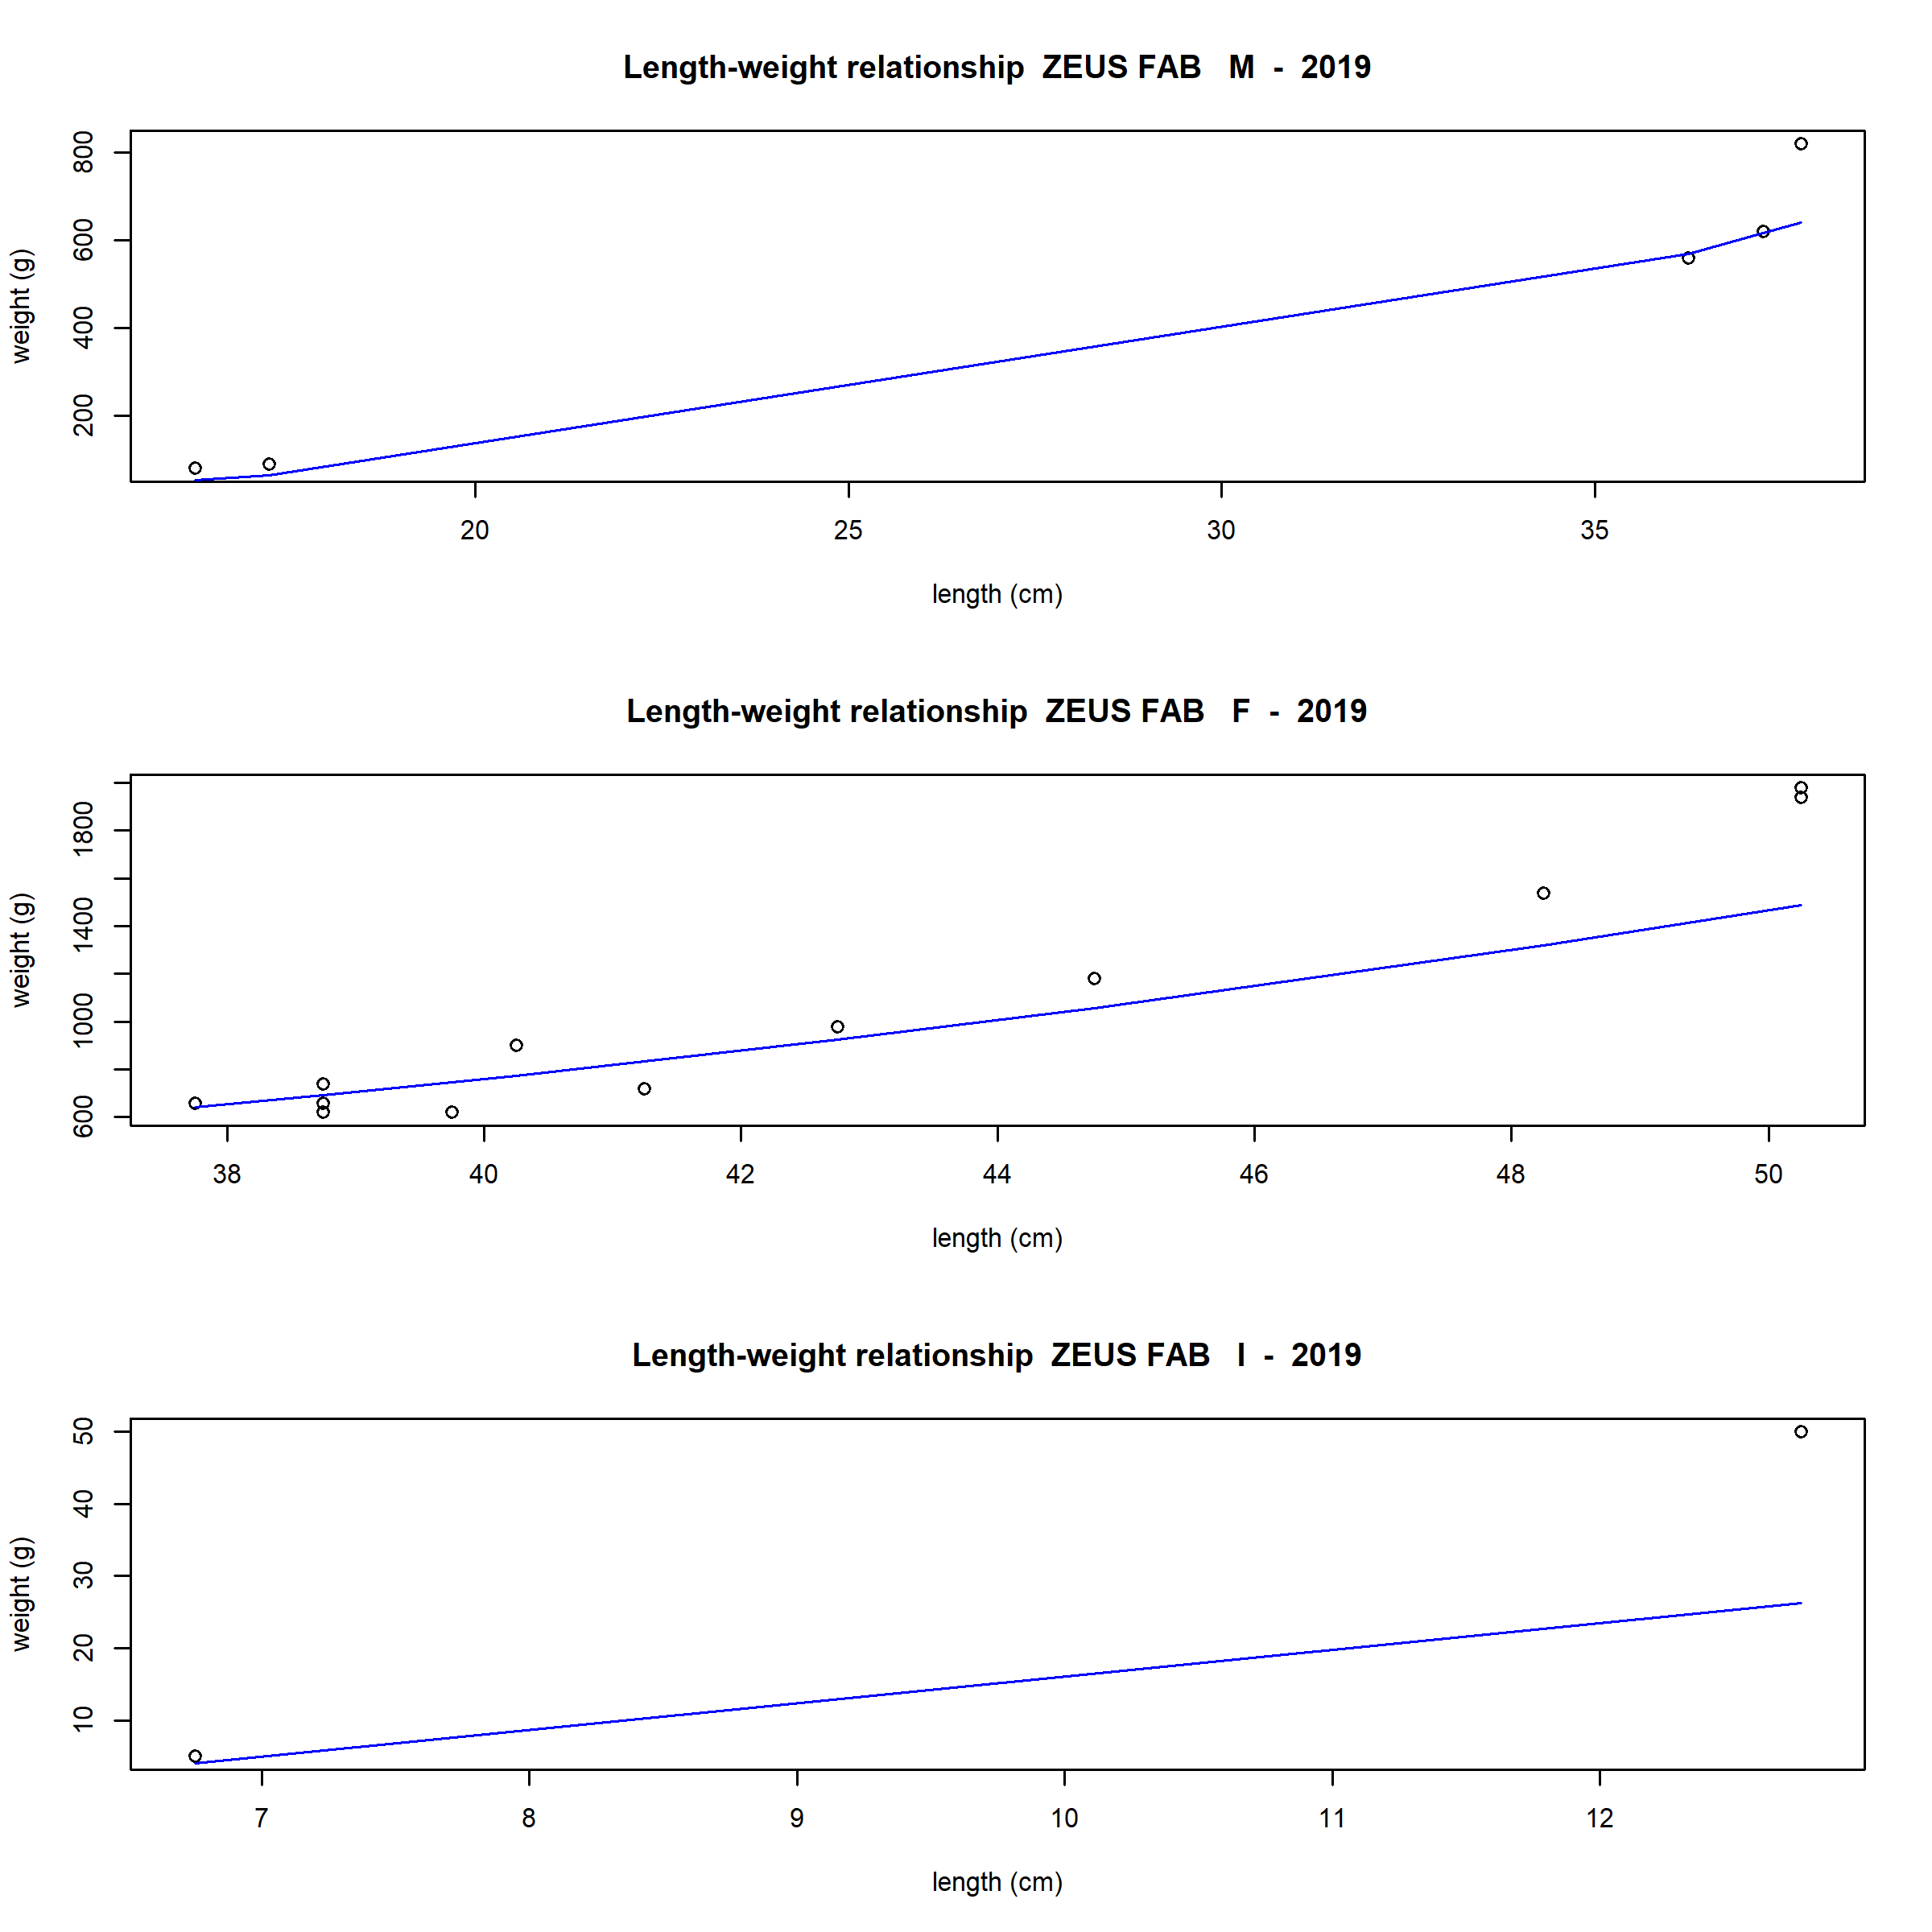 Length-weight relationship ZEUS FAB M - 2019
800
600
400
200
weight (g)
20 25 30 35
length (cm)
Length-weight relationship ZEUS FAB F - 2019
1800
1400
1000
600
weight (g)
38 40 42 44 46 48 50
length (cm)
Length-weight relationship ZEUS FAB I - 2019
50
40
30
20
10
weight (g)
7 8 9 10 11 12
length (cm)